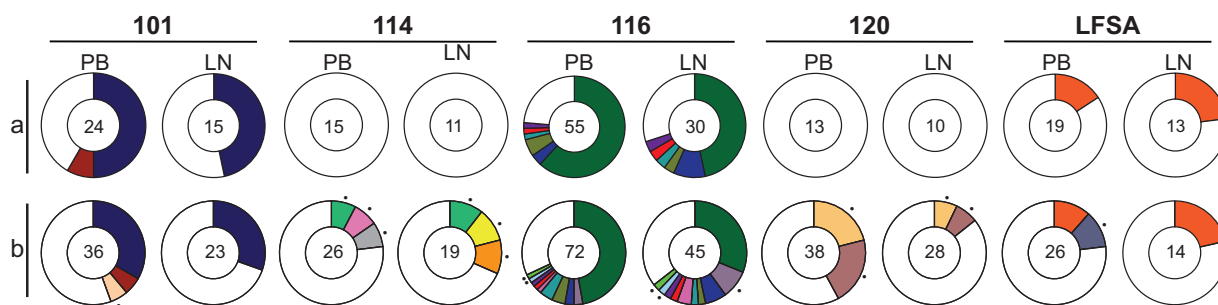 101 114 116 120 LFSA
PB LN PB LN PB LN PB LN PB LN
a 24 15 15 11 55 30 13 10 19 13
b 36 23 26 19 72 45 38 28 26 14